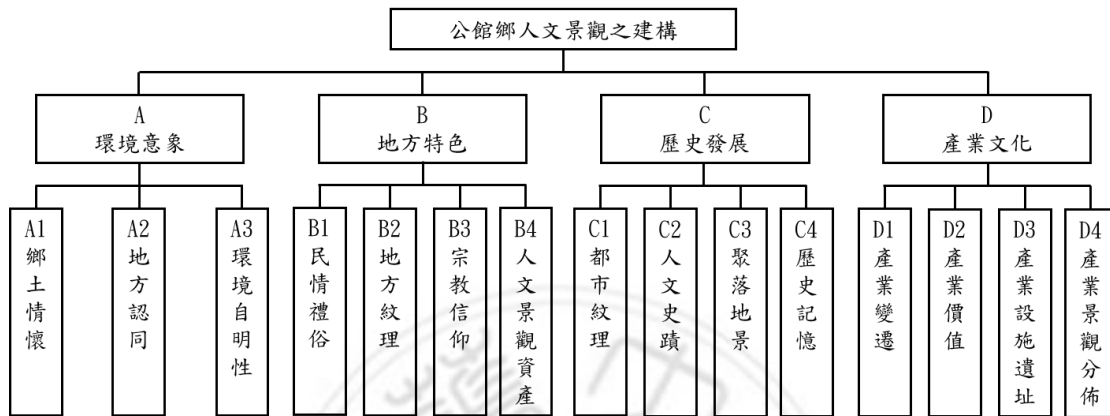 公館鄉人文景觀之建構
A
環境意象
B
地方特色
C
歷史發展
D
產業文化
A1
鄉土情懷
A2
地方認同
A3
環境自明性
B1
民情禮俗
B2
地方紋理
B3
宗教信仰
B4
人文景觀資產
C1
都市紋理
C2
人文史蹟
C3
聚落地景
C4
歷史記憶
D1
產業變遷
D2
產業價值
D3
產業設施遺址
D4
產業景觀分佈